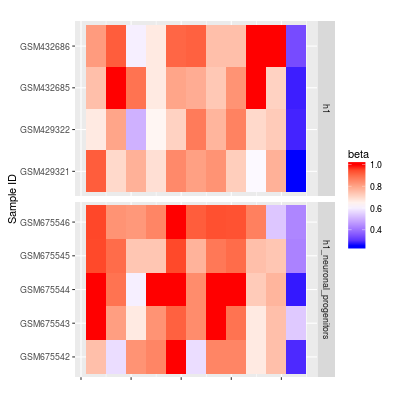 GSM432686
GSM432685
GSM429322
GSM429321
h1
GSM675546
GSM675545
GSM675544
GSM675543
GSM675542
h1_neuronal_progenitors
Sample ID
beta
1.0
0.8
0.6
0.4